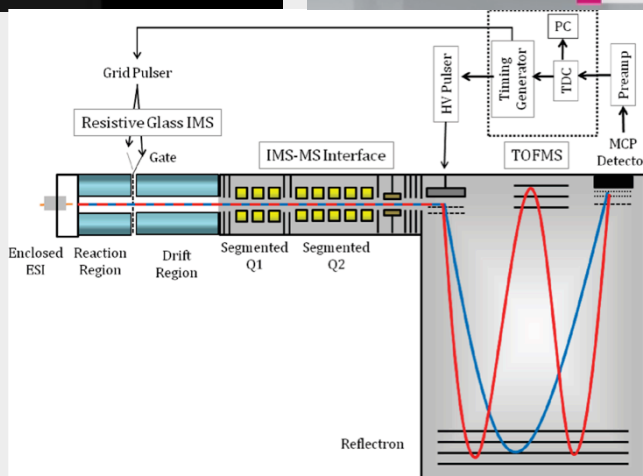 PC
Grid Pulser
HV Pulser
Timing
Generator
TDC
Preamp
Resistive Glass IMS
Gate
IMS-MS Interface
TOFMS
MCP
Detecto
Enclosed
ESI
Reaction
Region
Drift
Region
Segmented
Q1
Segmented
Q2
Reflectron